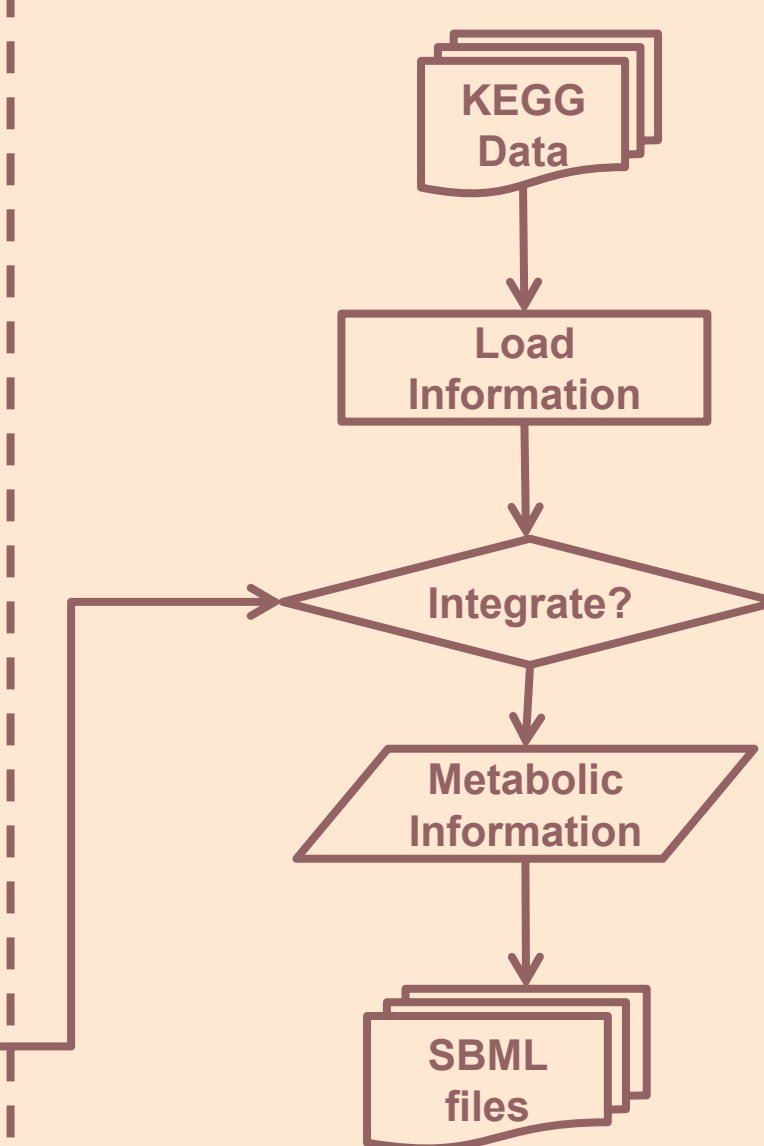 KEGG
Data
Load
Information
Integrate?
Metabolic
Information
SBML
files